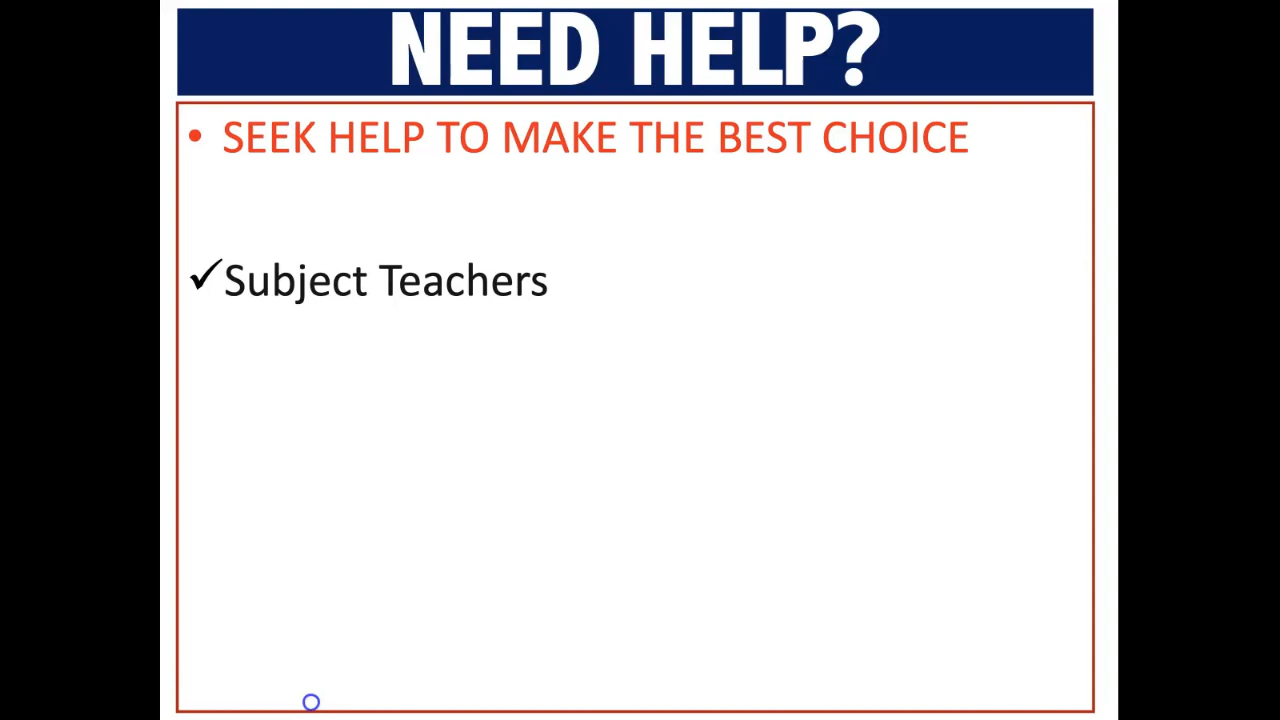 NEED HELP?
• SEEK HELP TO MAKE THE BEST CHOICE
✓Subject Teachers